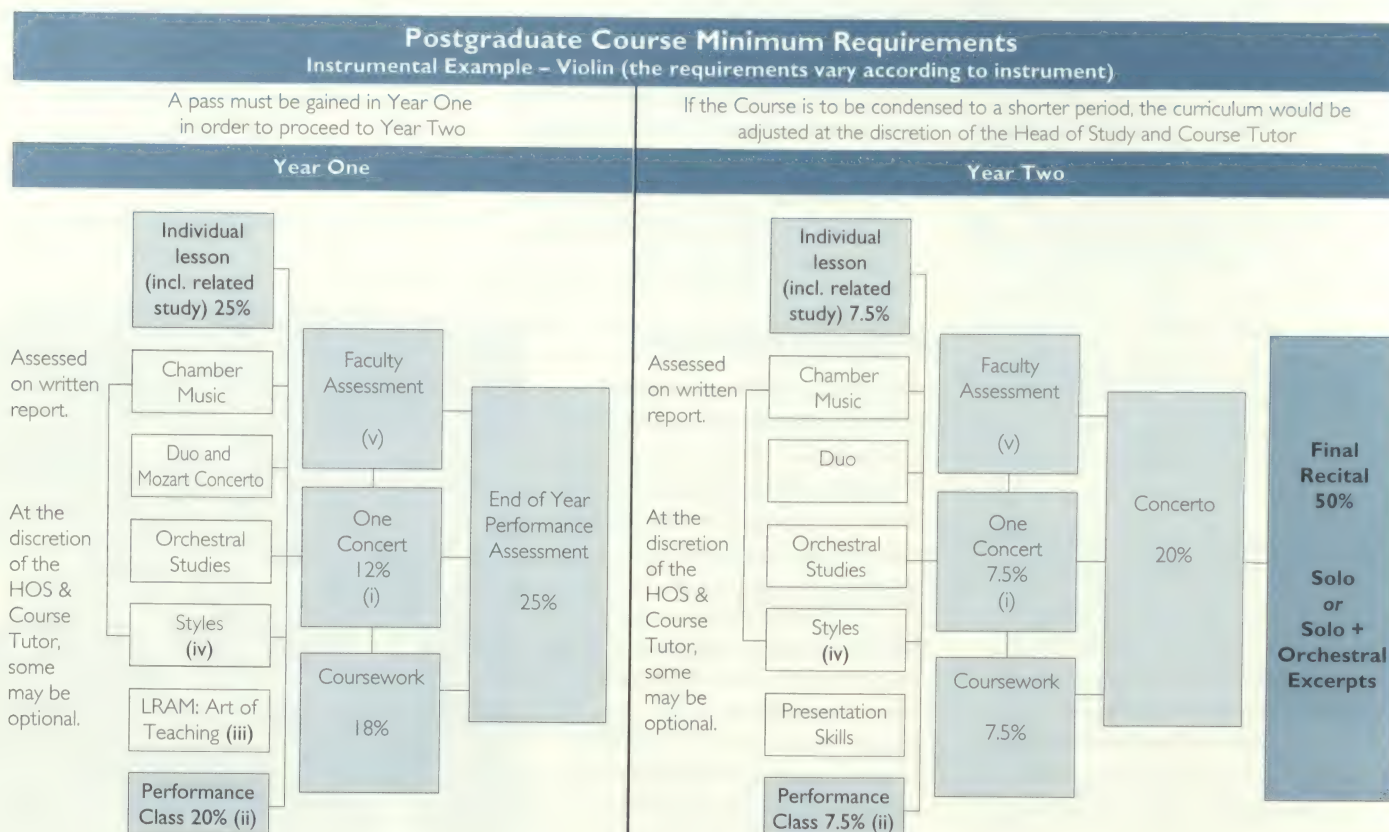 Postgraduate Course Minimum Requirements
Instrumental Example – Violin (the requirements vary according to instrument)
A pass must be gained in Year One
in order to proceed to Year Two
If the Course is to be condensed to a shorter period, the curriculum would be
adjusted at the discretion of the Head of Study and Course Tutor
Year One
Individual
lesson
(incl. related
study) 25%
Assessed
on written
report.
At the
discretion
of the
HOS &
Course
Tutor,
some
may be
optional.
Chamber
Music
Duo and
Mozart Concerto
Orchestral
Studies
Styles
(iv)
LRAM: Art of
Teaching (iii)
Performance
Class 20% (ii)
Faculty
Assessment
(v)
One
Concert
12%
(i)
Coursework
18%
End of Year
Performance
Assessment
25%
Year Two
Individual
lesson
(incl. related
study) 7.5%
Assessed
on written
report.
At the
discretion
of the
HOS &
Course
Tutor,
some
may be
optional.
Chamber
Music
Duo
Orchestral
Studies
Styles
(iv)
Presentation
Skills
Performance
Class 7.5% (ii)
Faculty
Assessment
(v)
One
Concert
7.5%
(i)
Coursework
7.5%
Concerto
20%
Final
Recital
50%
Solo
or
Solo +
Orchestral
Excerpts